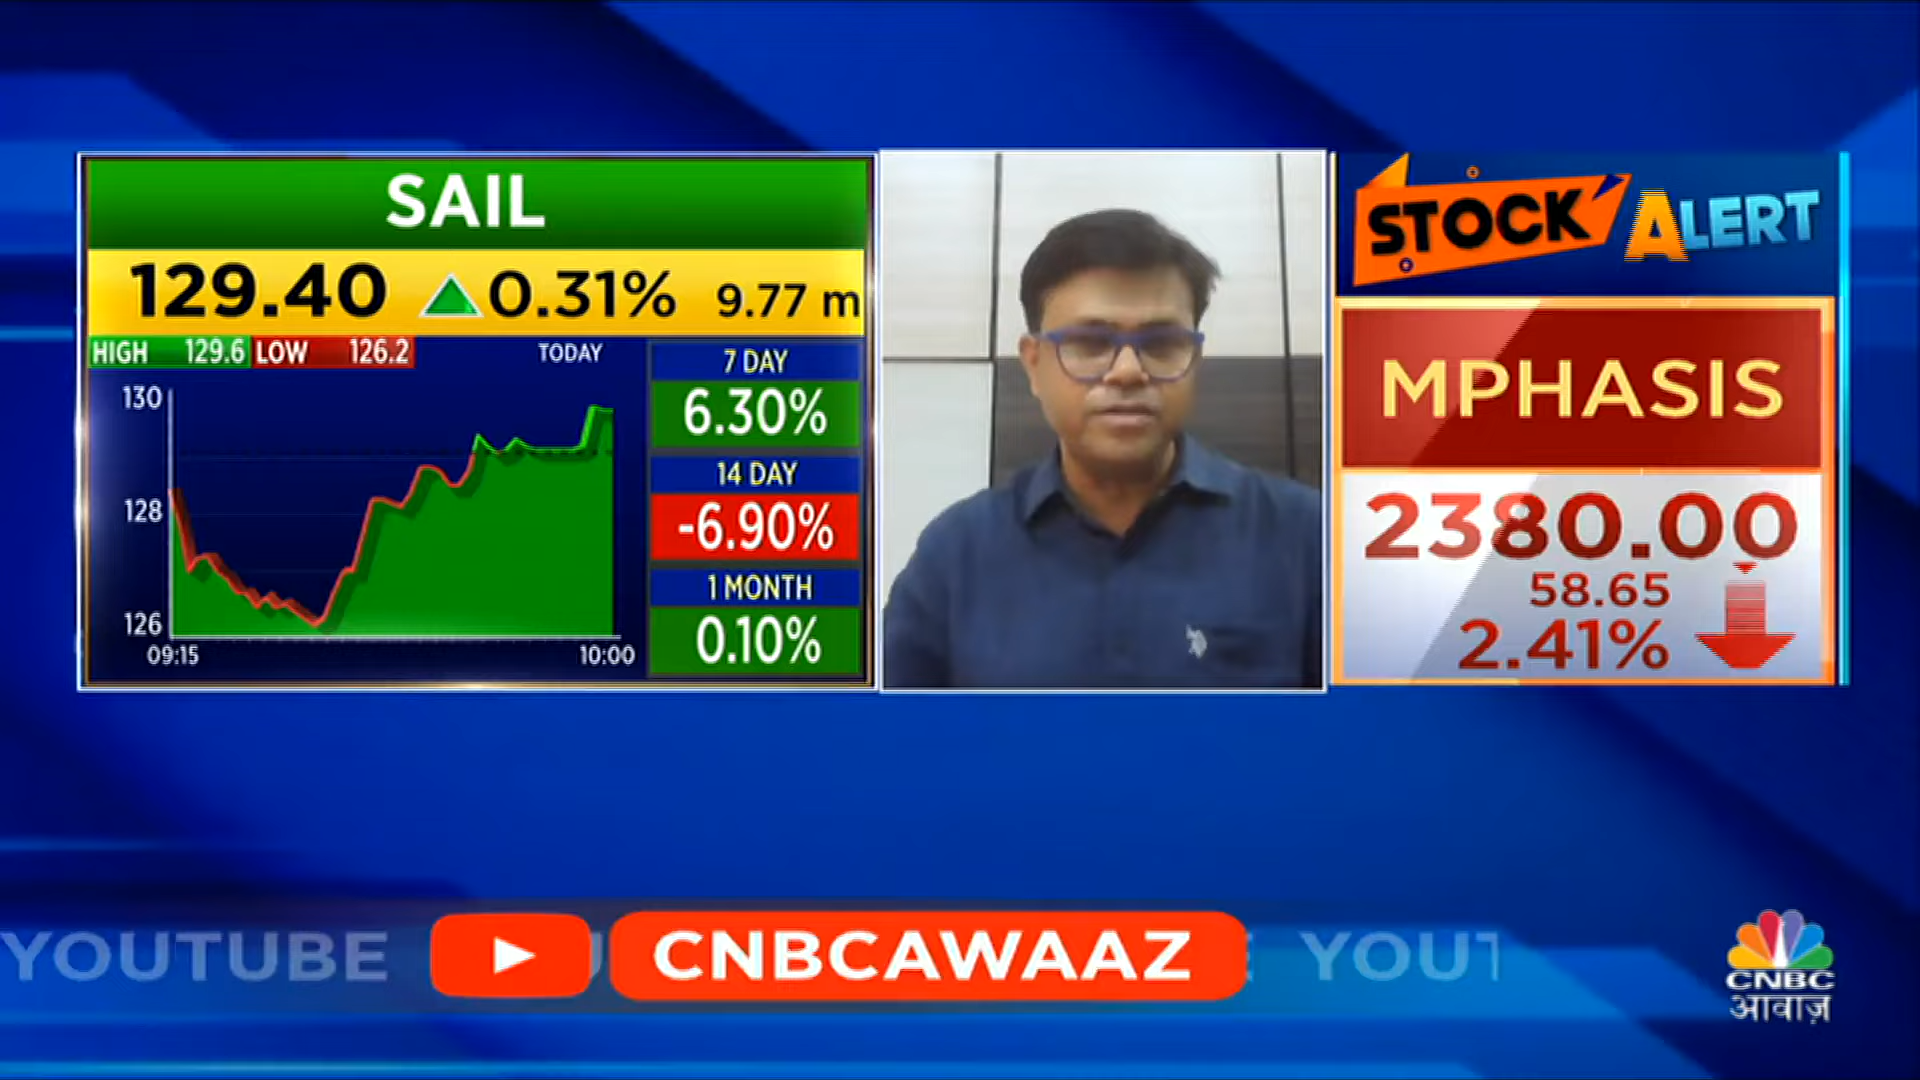 SAIL
129.40 0.31% 9.77 m
HIGH 129.6 LOW 126.2 TODAY
130
128
126
09:15 10:00
7 DAY
6.30%
14 DAY
-6.90%
1 MONTH
0.10%
STOCK ALERT
MPHASIS
2380.00
58.65
2.41%
YOUTUBE CNBCAWAAZ YOUT
CNBC
आवाज़